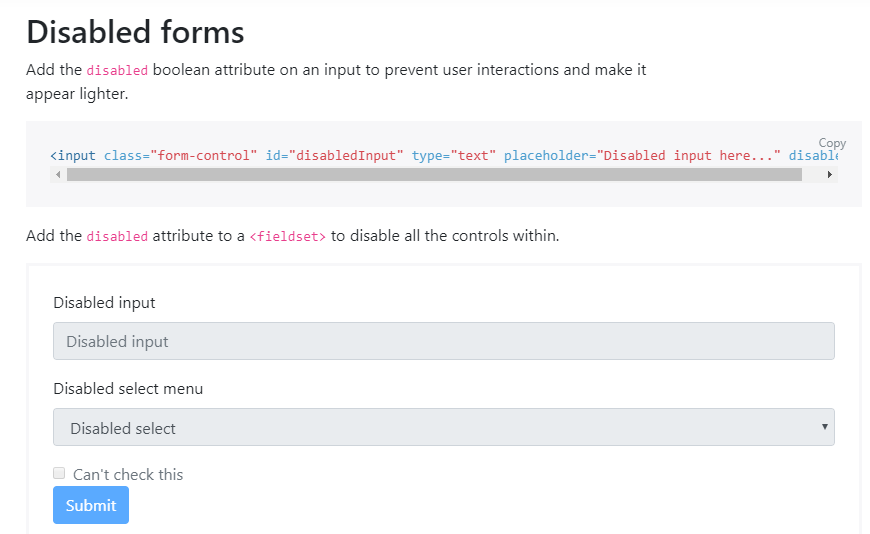 Disabled forms
Add the disabled boolean attribute on an input to prevent user interactions and make it
appear lighter.
Copy
<input class="form-control" id="disabledInput" type="text" placeholder="Disabled input here..." disable
Add the disabled attribute to a <fieldset> to disable all the controls within.
Disabled input
Disabled input
Disabled select menu
Disabled select
Can't check this
Submit